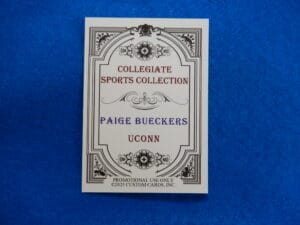 COLLEGIATE
SPORTS COLLECTION
PAIGE BUECKERS
UCONN
PROMOTIONAL USE ONLY
©2021 CUSTOM CARDS, INC.